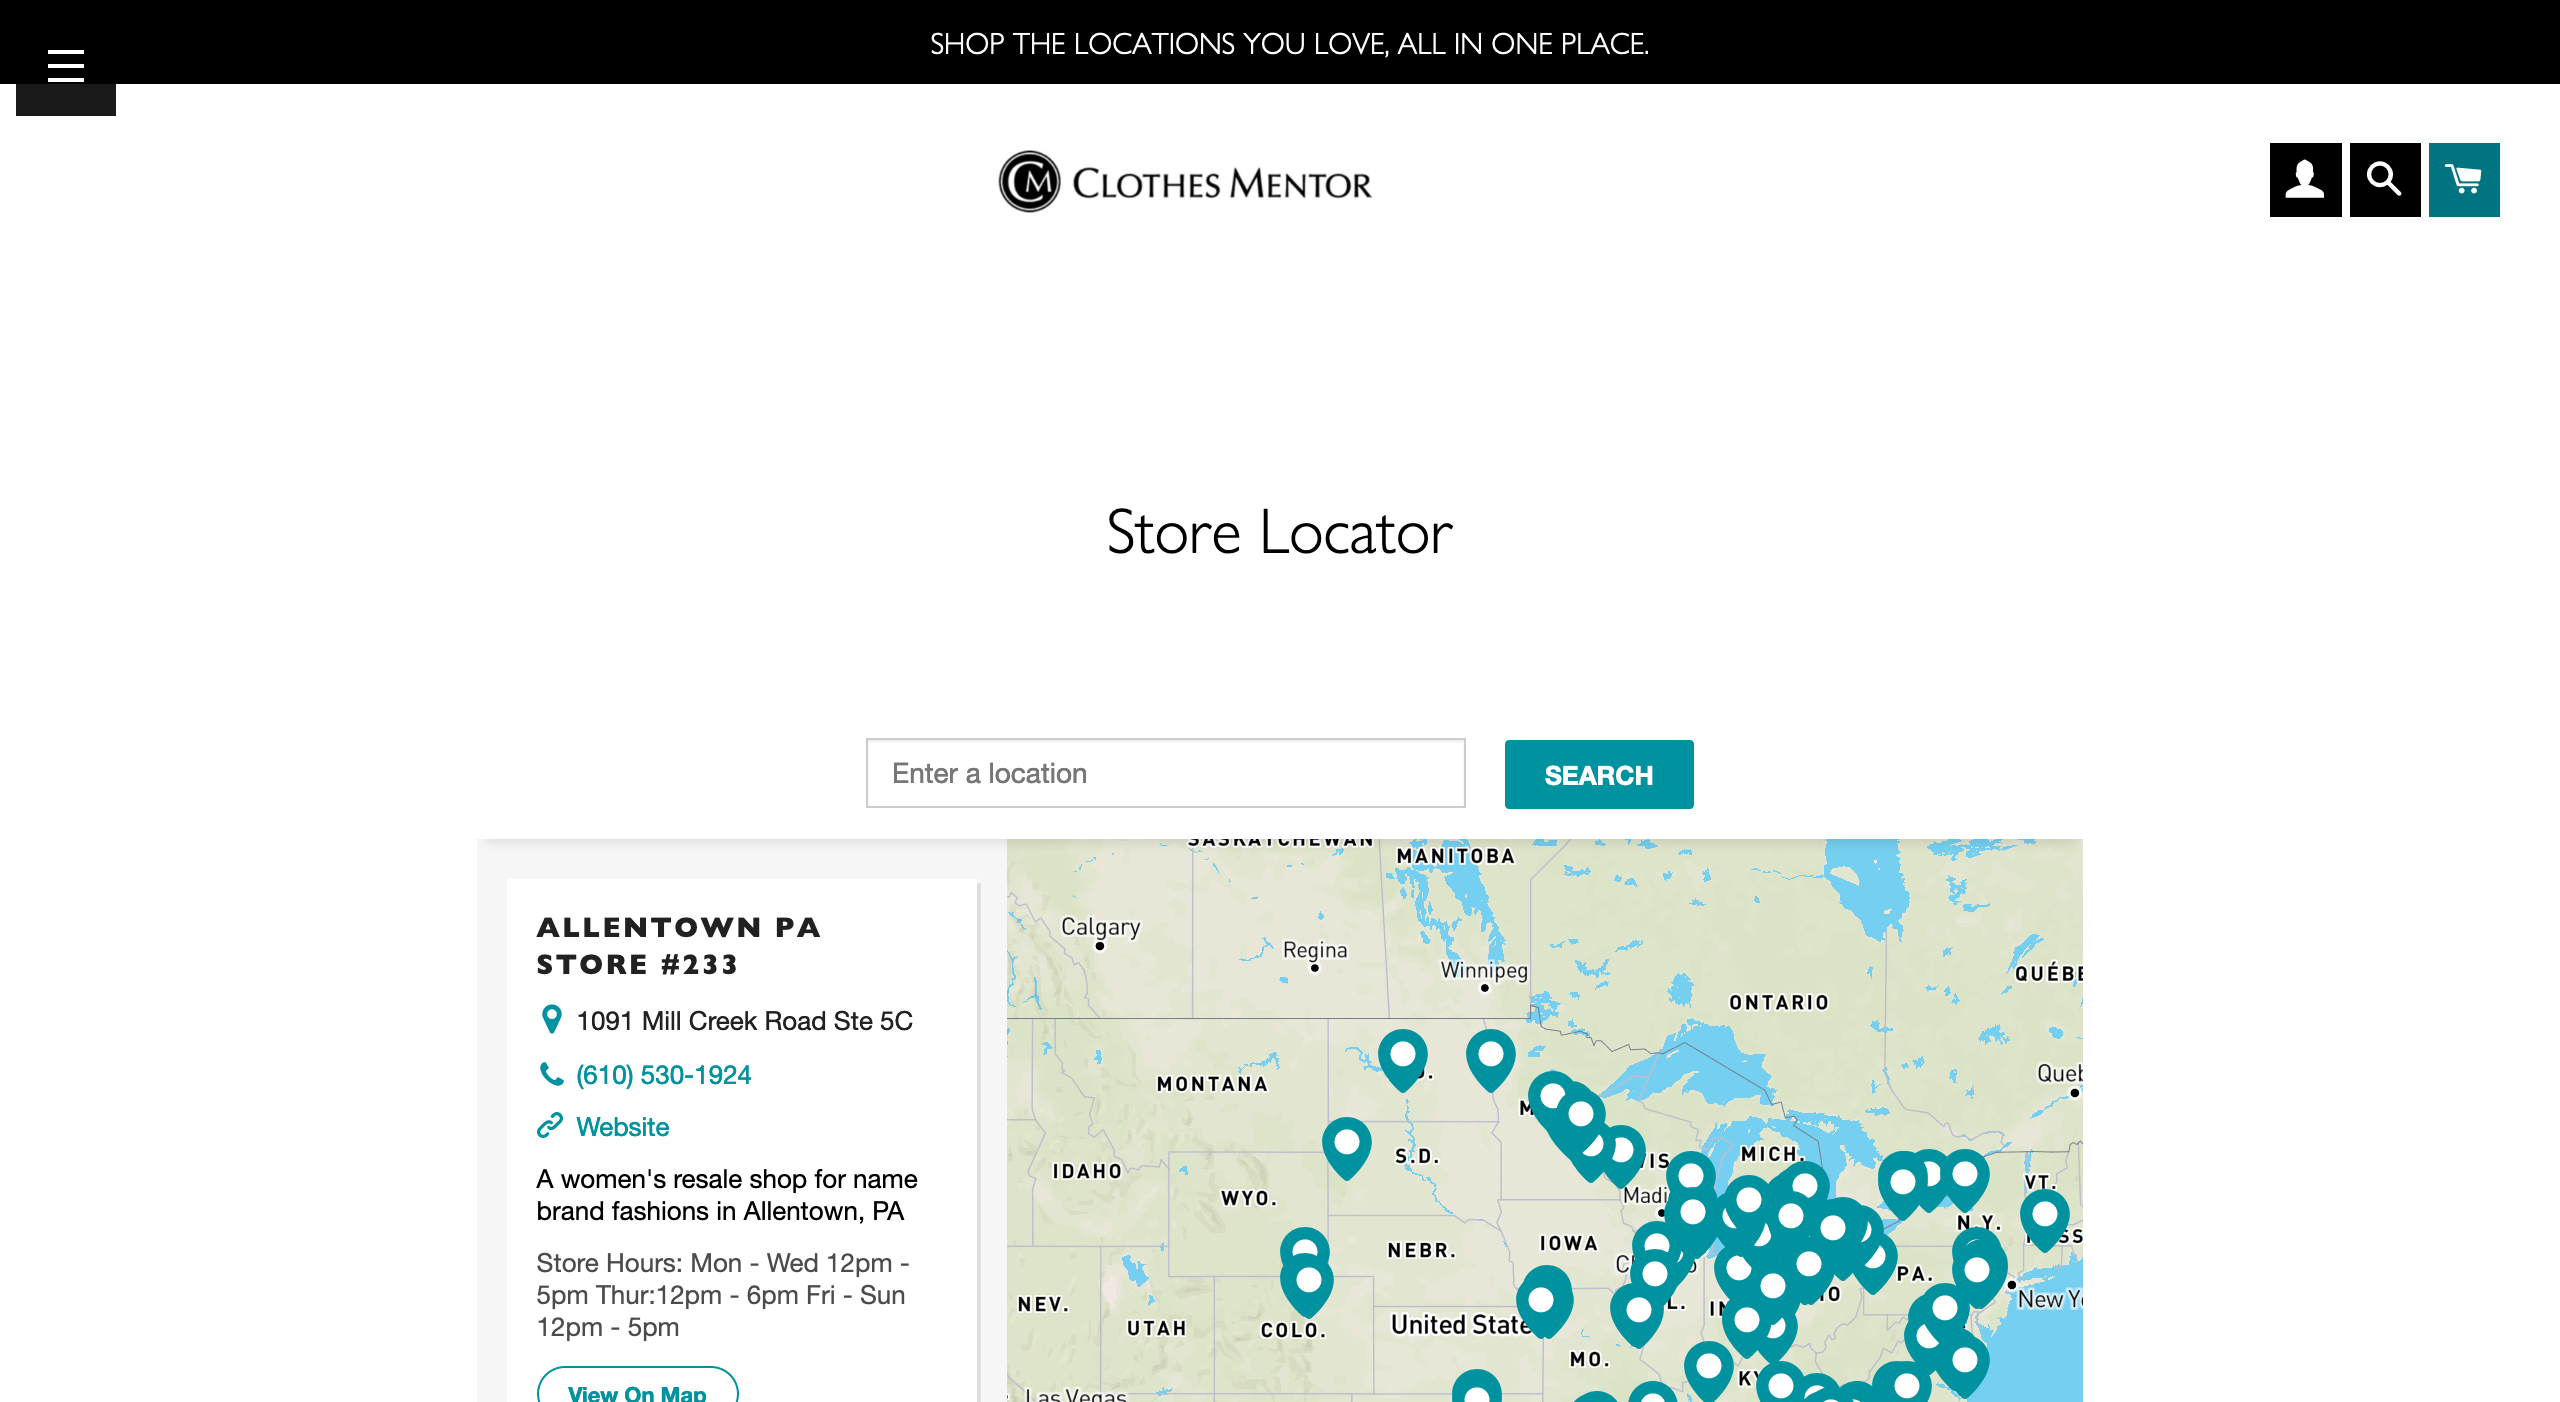 SHOP THE LOCATIONS YOU LOVE, ALL IN ONE PLACE.
CM CLOTHES MENTOR
Store Locator
Enter a location
SEARCH
ALLENTOWN PA
STORE #233
1091 Mill Creek Road Ste 5C
(610) 530-1924
Website
A women's resale shop for name
brand fashions in Allentown, PA
Store Hours: Mon - Wed 12pm -
5pm Thur:12pm - 6pm Fri - Sun
12pm - 5pm
View On Map
SASKATCHEWAN
MANITOBA
Calgary
Regina
Winnipeg
ONTARIO
QUÉBE
Queb
MONTANA
IDAHO
S.D.
MICH.
VT.
Madi
WYO.
N.Y.
NEBR.
IOWA
PA.
NEV.
New Y
UTAH
COLO.
United State
MO.
KY
Las Vegas